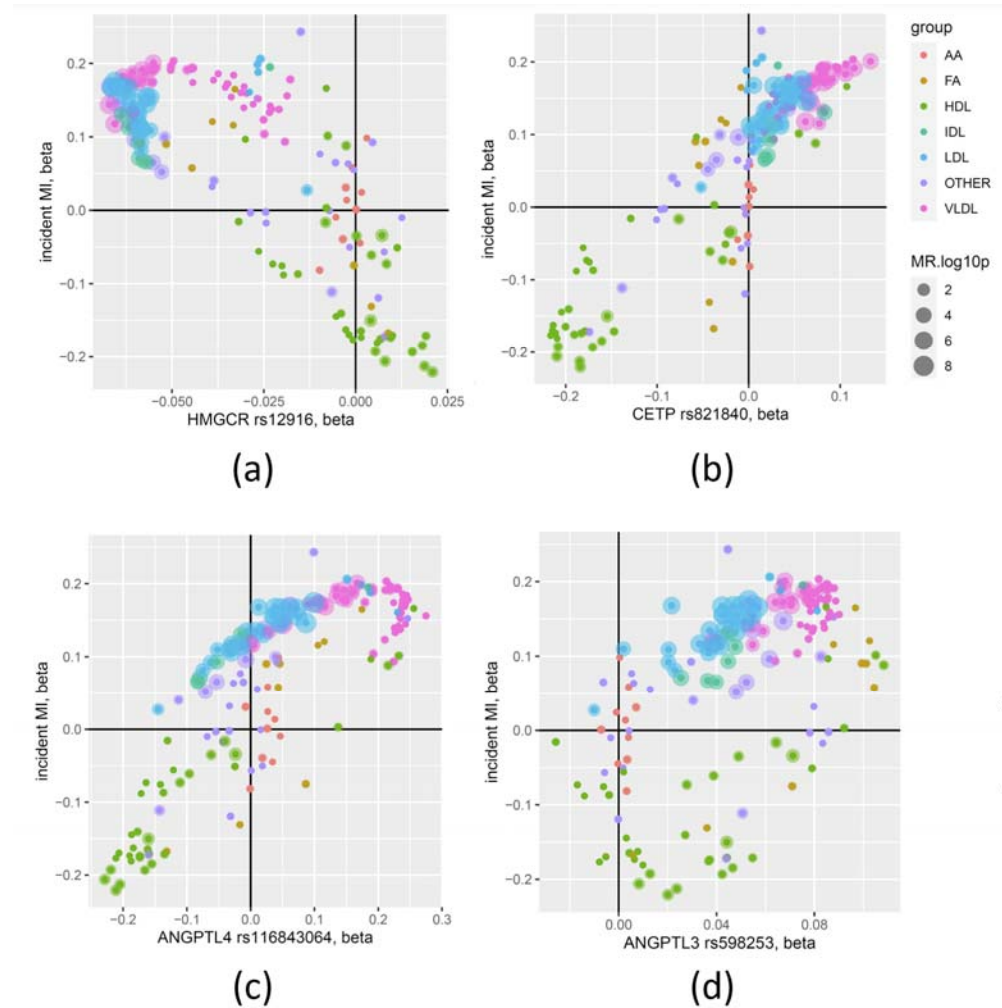 0.2
0.1
0.0
−0.1
−0.2
incident MI, beta
−0.050
−0.025
0.000
0.025
HMGCR rs12916, beta
(a)
0.2
0.1
0.0
−0.1
−0.2
incident MI, beta
−0.2
−0.1
0.0
0.1
CETP rs821840, beta
(b)
group
AA
FA
HDL
IDL
LDL
OTHER
VLDL
MR.log10p
2
4
6
8
0.2
0.1
0.0
−0.1
−0.2
incident MI, beta
−0.2
−0.1
0.0
0.1
0.2
0.3
ANGPTL4 rs116843064, beta
(c)
0.2
0.1
0.0
−0.1
−0.2
incident MI, beta
0.00
0.04
0.08
ANGPTL3 rs598253, beta
(d)